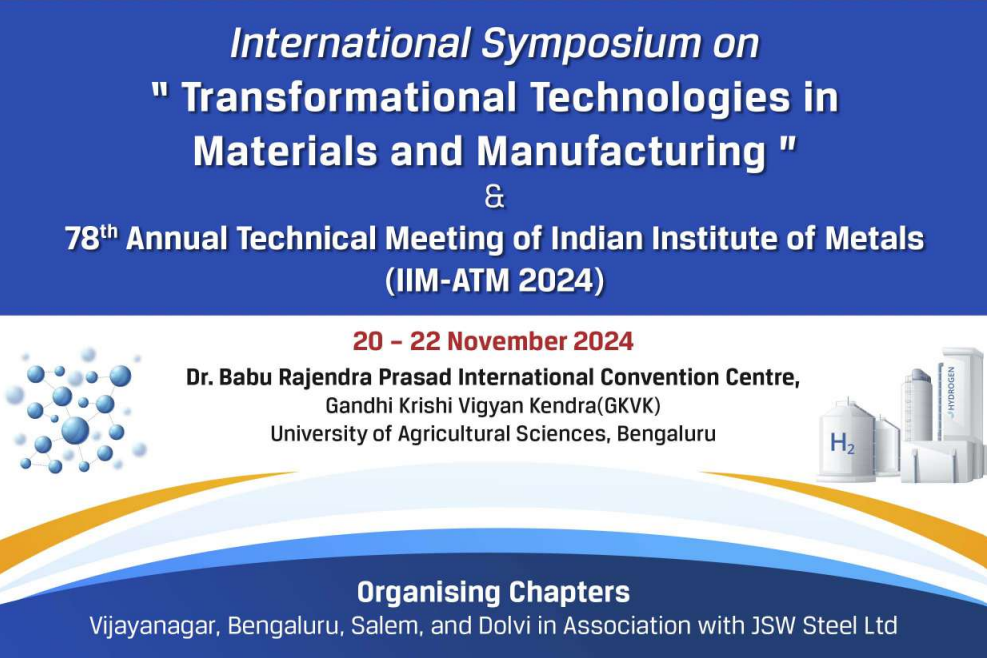 International Symposium on
" Transformational Technologies in
Materials and Manufacturing "
&
78th Annual Technical Meeting of Indian Institute of Metals
(IIM-ATM 2024)
20 – 22 November 2024
Dr. Babu Rajendra Prasad International Convention Centre,
Gandhi Krishi Vigyan Kendra(GKVK)
University of Agricultural Sciences, Bengaluru
H2
HYDROGEN
Organising Chapters
Vijayanagar, Bengaluru, Salem, and Dolvi in Association with JSW Steel Ltd